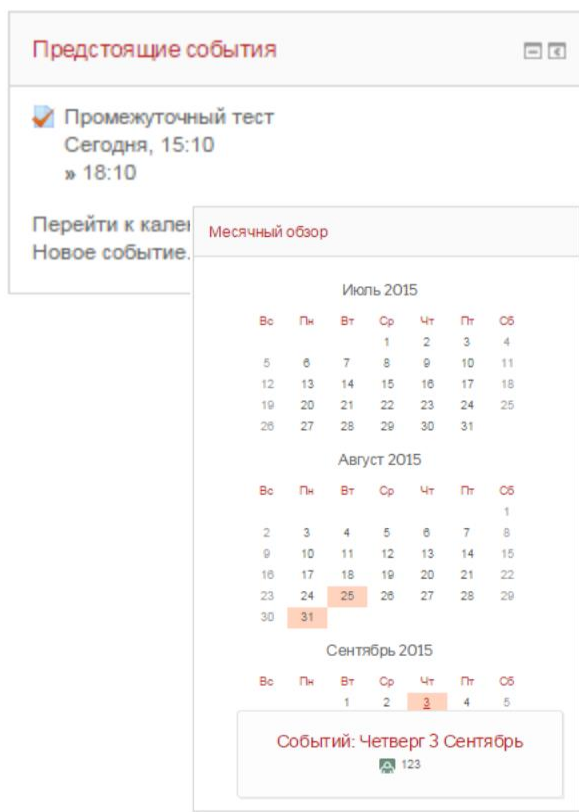 Предстоящие события
Промежуточный тест
Сегодня, 15:10
» 18:10
Перейти к
Новое событие.
Месячный обзор
Июль 2015
Вс Пн Вт Ср Чт Пт Сб
1 2 3 4
5 6 7 8 9 10 11
12 13 14 15 16 17 18
19 20 21 22 23 24 25
26 27 28 29 30 31
Август 2015
Вс Пн Вт Ср Чт Пт Сб
1
2 3 4 5 6 7 8
9 10 11 12 13 14 15
16 17 18 19 20 21 22
23 24 25 26 27 28 29
30 31
Сентябрь 2015
Вс Пн Вт Ср Чт Пт Сб
1 2 3 4 5
Событий: Четверг 3 Сентябрь
123